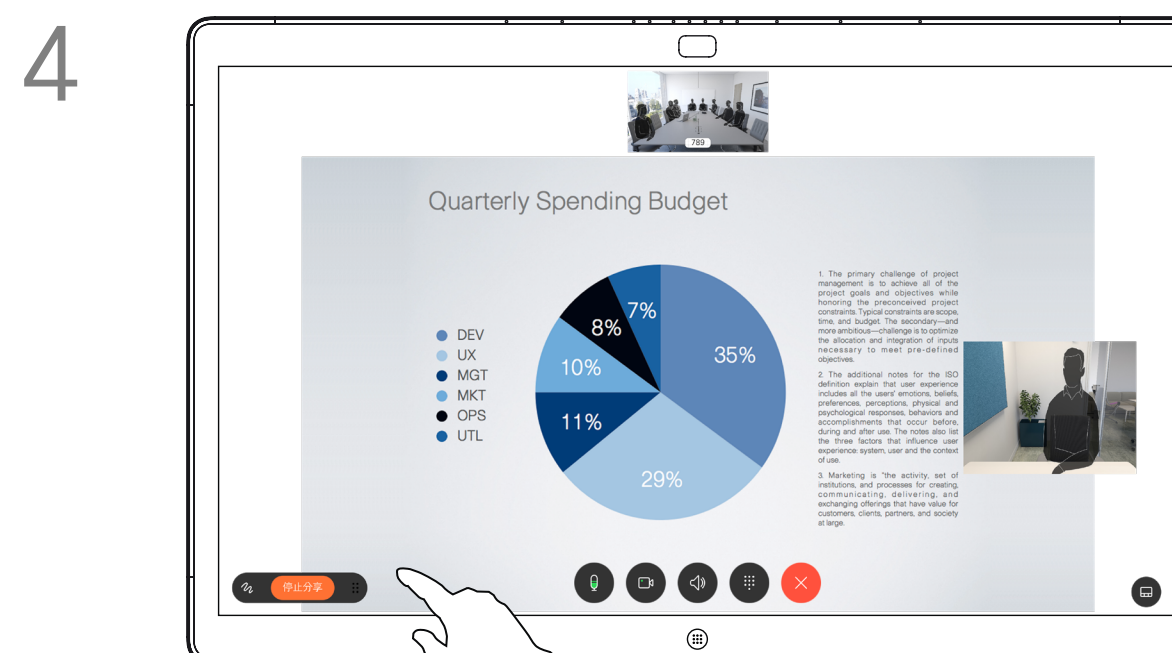 4
789
Quarterly Spending Budget
7%
8%
35%
10%
11%
29%
DEV
UX
MGT
MKT
OPS
UTL
1. The primary challenge of project
management is to achieve all of the
project goals and objectives while
honoring the preconceived project
constraints. Typical constraints are scope,
time, and budget. The secondary—and
more ambitious—challenge is to optimize
the allocation and integration of inputs
necessary to meet pre-defined
objectives.
2. The additional notes for the ISO
definition explain that user experience
includes all the users' emotions, beliefs,
preferences, perceptions, physical and
psychological responses, behaviors and
accomplishments that occur before,
during and after use. The notes also list
the three factors that influence user
experience: system, user and the context
of use.
3. Marketing is "the activity, set of
institutions, and processes for creating,
communicating, delivering, and
exchanging offerings that have value for
customers, clients, partners, and society
at large.
停止分享